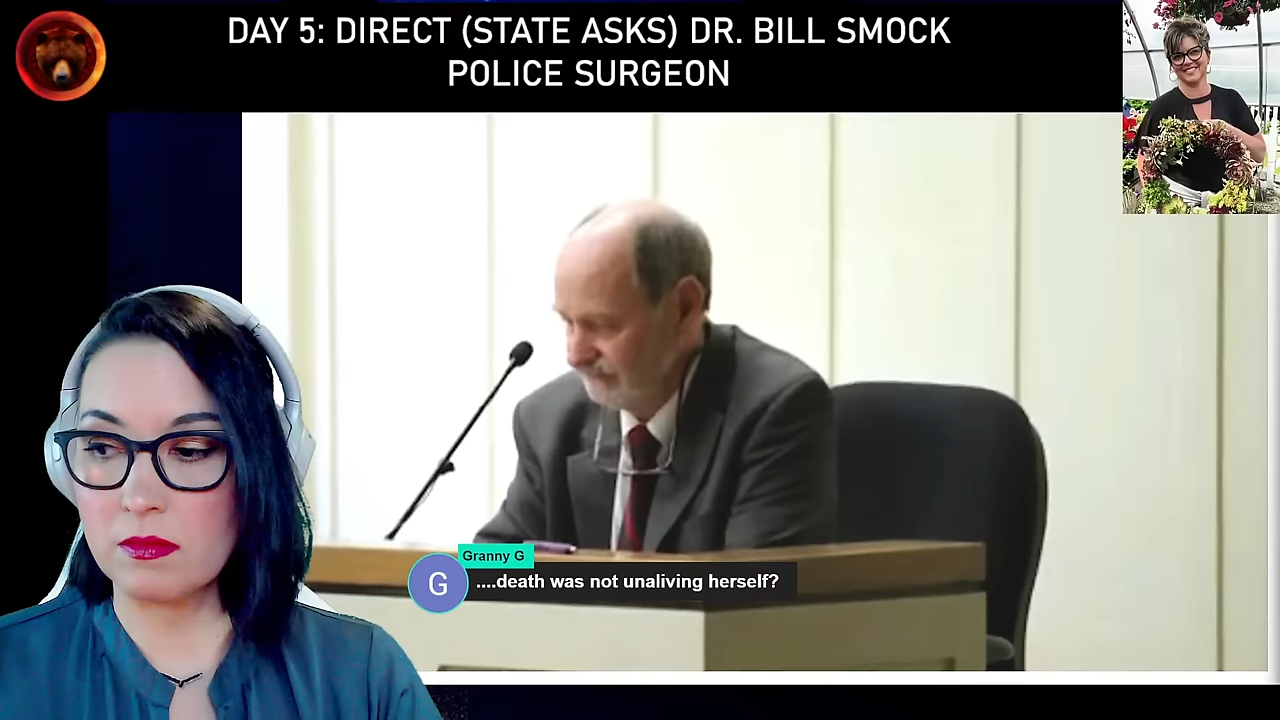 DAY 5: DIRECT (STATE ASKS) DR. BILL SMOCK
POLICE SURGEON
Granny G
G
....death was not unaliving herself?